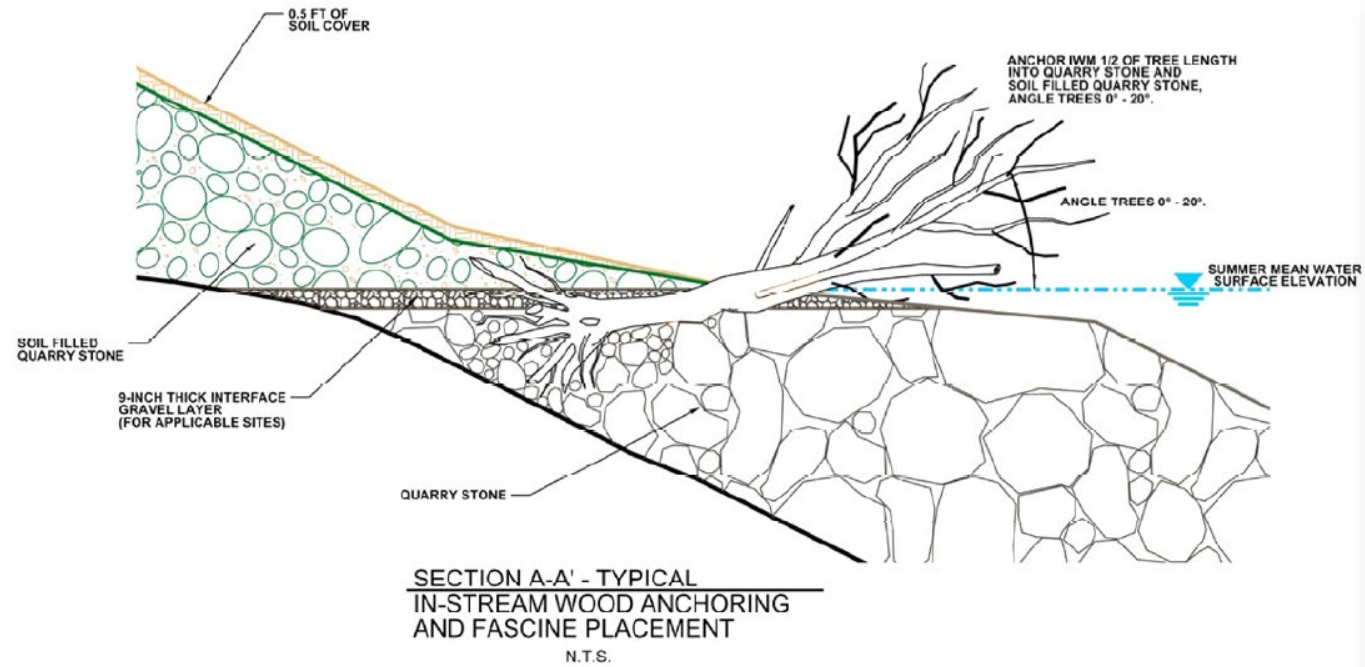 0.5 FT OF
SOIL COVER
ANCHOR IWM 1/2 OF TREE LENGTH
INTO QUARRY STONE AND
SOIL FILLED QUARRY STONE,
ANGLE TREES 0° - 20°.
ANGLE TREES 0° - 20°.
SUMMER MEAN WATER
SURFACE ELEVATION
SOIL FILLED
QUARRY STONE
9-INCH THICK INTERFACE
GRAVEL LAYER
(FOR APPLICABLE SITES)
QUARRY STONE
SECTION A-A' - TYPICAL
IN-STREAM WOOD ANCHORING
AND FASCINE PLACEMENT
N.T.S.